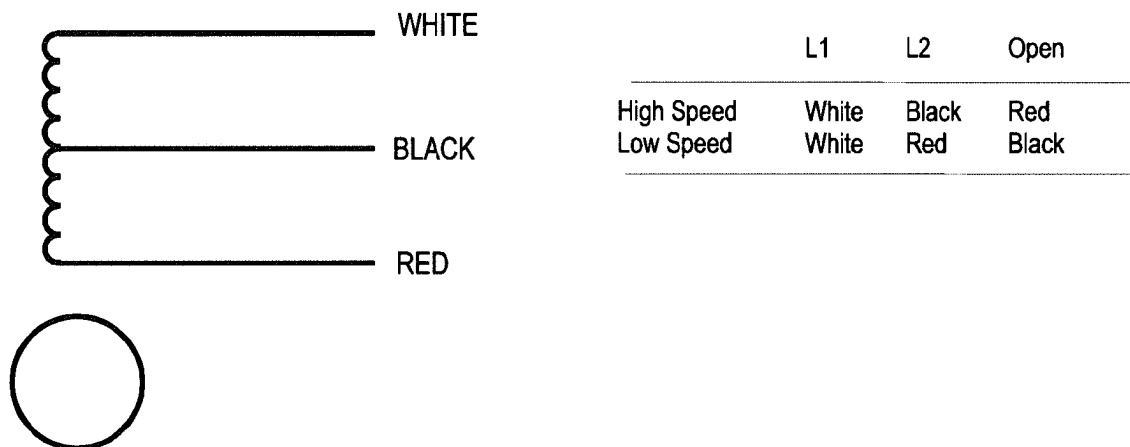 WHITE
BLACK
RED
L1 L2 Open
High Speed White Black Red
Low Speed White Red Black